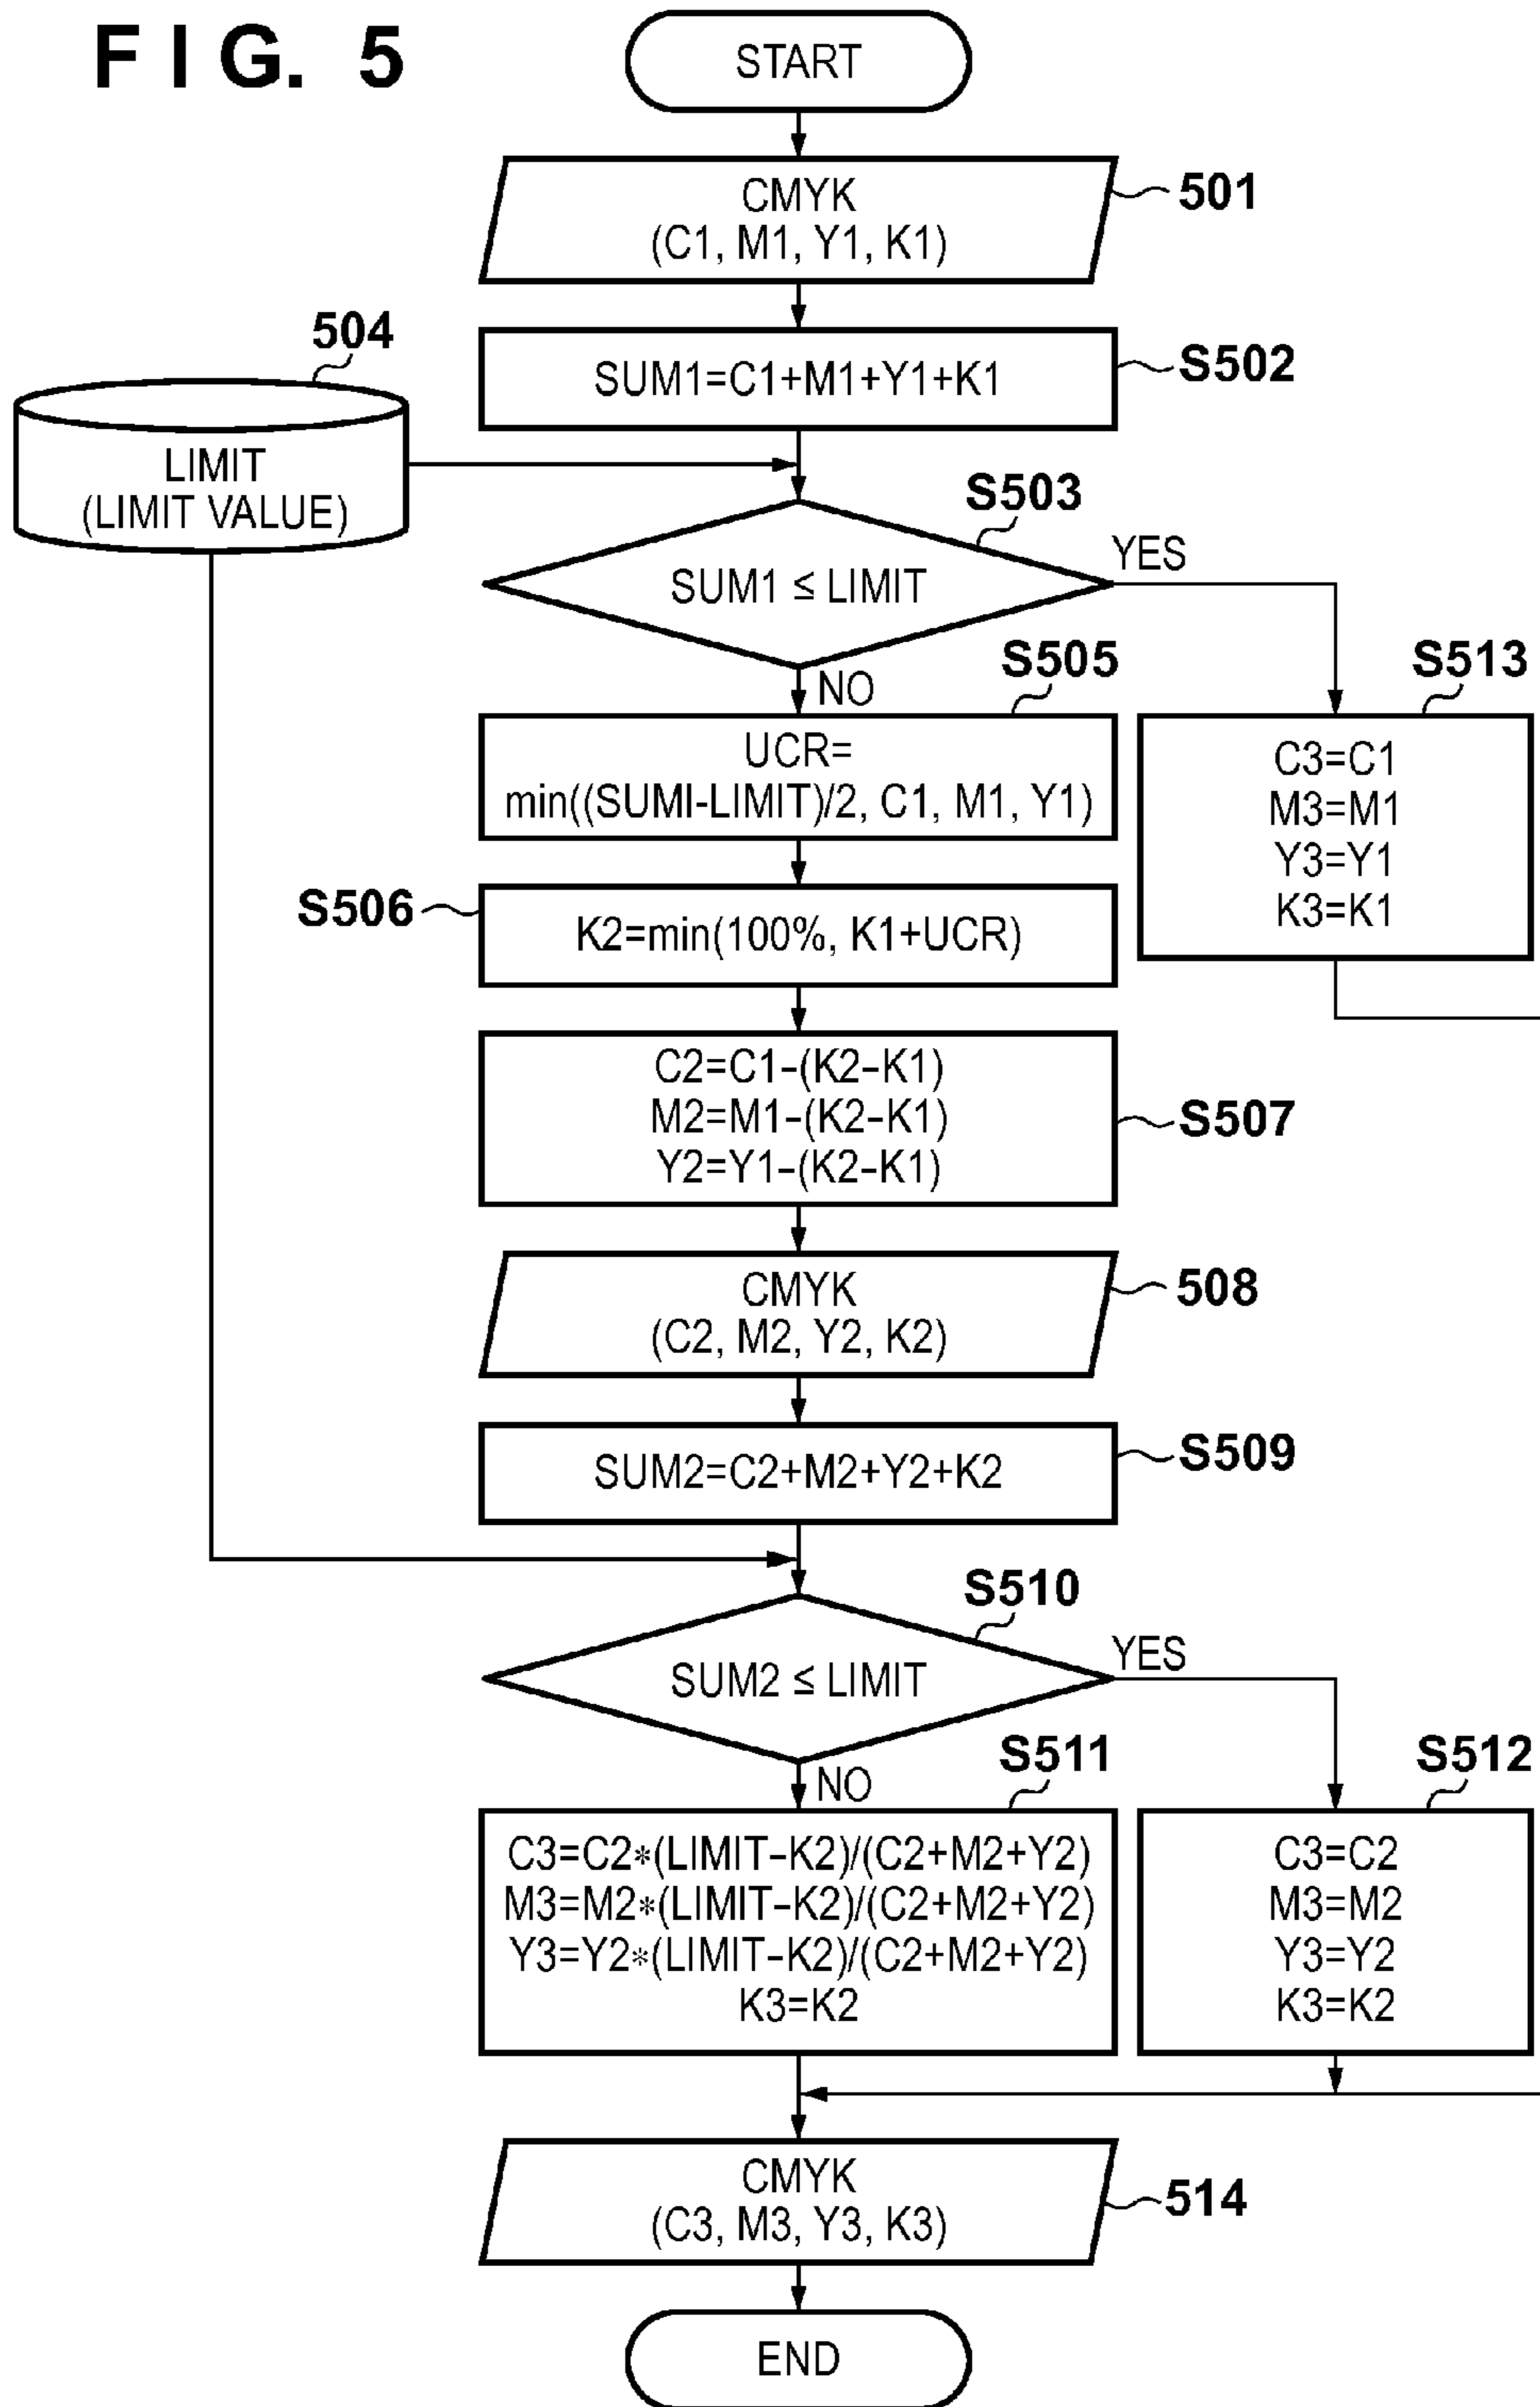 FIG. 5
START
CMYK
(C1, M1, Y1, K1)
501
504
SUM1=C1+M1+Y1+K1
S502
LIMIT
(LIMIT VALUE)
S503
SUM1 ≤ LIMIT
YES
NO
S505
UCR=
min((SUMI-LIMIT)/2, C1, M1, Y1)
S513
C3=C1
M3=M1
Y3=Y1
K3=K1
S506
K2=min(100%, K1+UCR)
C2=C1-(K2-K1)
M2=M1-(K2-K1)
Y2=Y1-(K2-K1)
S507
CMYK
(C2, M2, Y2, K2)
508
SUM2=C2+M2+Y2+K2
S509
S510
SUM2 ≤ LIMIT
YES
NO
S511
C3=C2*(LIMIT-K2)/(C2+M2+Y2)
M3=M2*(LIMIT-K2)/(C2+M2+Y2)
Y3=Y2*(LIMIT-K2)/(C2+M2+Y2)
K3=K2
S512
C3=C2
M3=M2
Y3=Y2
K3=K2
CMYK
(C3, M3, Y3, K3)
514
END